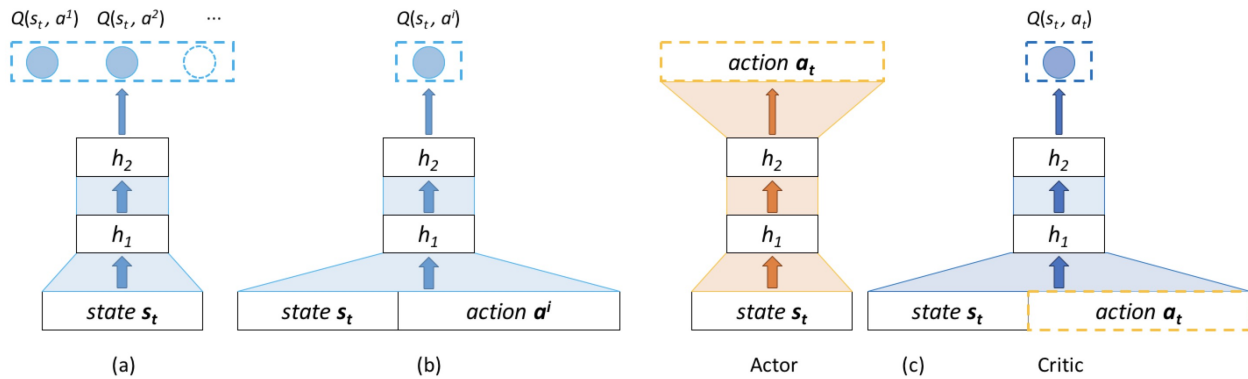 Q(s_t, a^1) Q(s_t, a^2) ...
h_2
h_1
state s_t
(a)
Q(s_t, a^i)
h_2
h_1
state s_t action a^i
(b)
action a_t
h_2
h_1
state s_t
Actor
(c)
Q(s_t, a_t)
h_2
h_1
state s_t action a_t
Critic